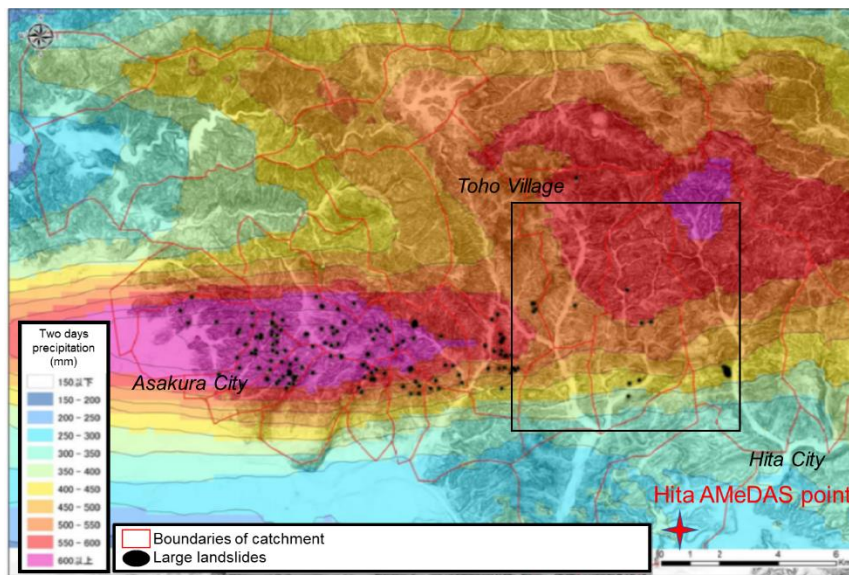 Toho Village
Asakura City
Hita City
Hita AMeDAS point
Two days
precipitation
(mm)
150以下
150 - 200
200 - 250
250 - 300
300 - 350
350 - 400
400 - 450
450 - 500
500 - 550
550 - 600
600以上
Boundaries of catchment
Large landslides
0 1 2 4 6